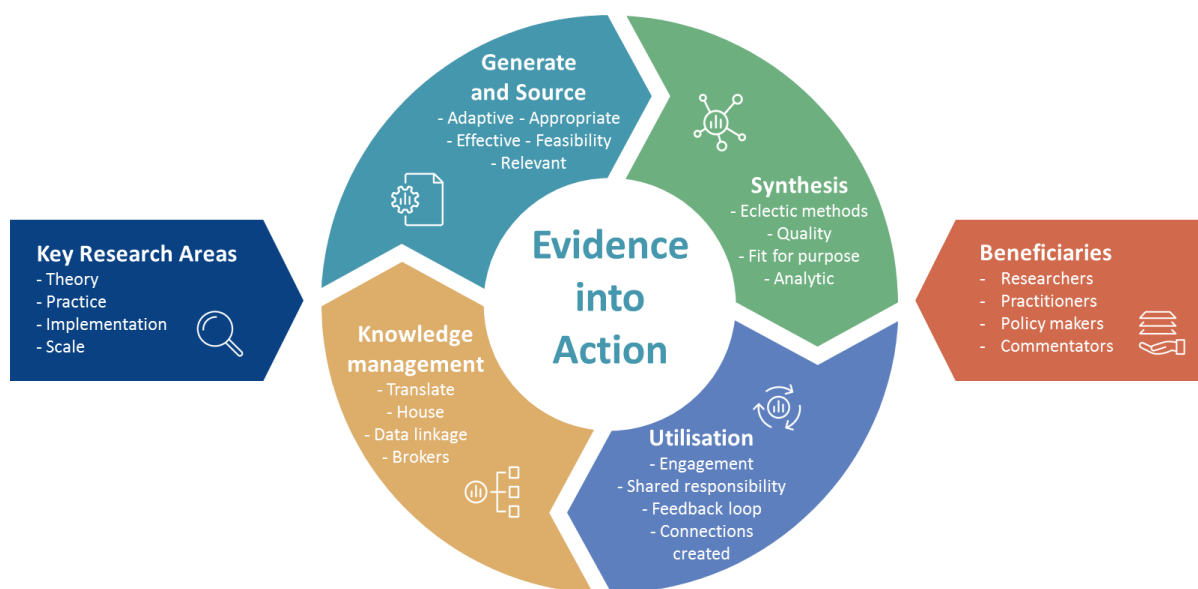 Generate
and Source
- Adaptive - Appropriate
- Effective - Feasibility
- Relevant
Synthesis
- Eclectic methods
- Quality
- Fit for purpose
- Analytic
Key Research Areas
- Theory
- Practice
- Implementation
- Scale
Evidence
into
Action
Beneficiaries
- Researchers
- Practitioners
- Policy makers
- Commentators
Knowledge
management
- Translate
- House
- Data linkage
- Brokers
Utilisation
- Engagement
- Shared responsibility
- Feedback loop
- Connections
created